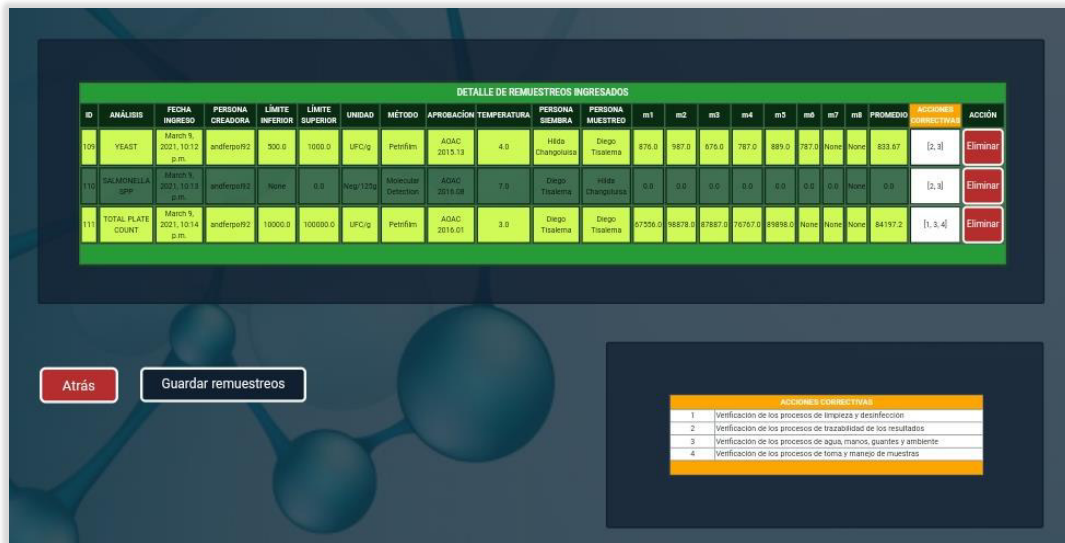 DETALLE DE REMUESTREOS INGRESADOS
ID ANÁLISIS FECHA INGRESO PERSONA CREADORA LÍMITE INFERIOR LÍMITE SUPERIOR UNIDAD MÉTODO APROBACIÓN TEMPERATURA PERSONA SIEMBRA PERSONA MUESTREO m1 m2 m3 m4 m5 m6 m7 m8 PROMEDIO ACCIONES CORRECTIVAS ACCIÓN
109 YEAST March 9, 2021, 10:12 p.m. andferpol92 500.0 1000.0 UFC/g Petrifilm AOAC 2015.13 4.0 Hilda Changoluisa Diego Tisalema 876.0 987.0 676.0 787.0 889.0 787.0 None None 833.67 [2, 3] Eliminar
110 SALMONELLA SPP March 9, 2021, 10:13 p.m. andferpol92 None 0.0 Neg/125g Molecular Detection AOAC 2016.08 7.0 Diego Tisalema Hilda Changoluisa 0.0 0.0 0.0 0.0 0.0 0.0 0.0 None 0.0 [2, 3] Eliminar
111 TOTAL PLATE COUNT March 9, 2021, 10:14 p.m. andferpol92 10000.0 100000.0 UFC/g Petrifilm AOAC 2016.01 3.0 Diego Tisalema Diego Tisalema 67556.0 98878.0 87887.0 76767.0 89898.0 None None None 84197.2 [1, 3, 4] Eliminar
Atrás Guardar remuestreos
ACCIONES CORRECTIVAS
1 Verificación de los procesos de limpieza y desinfección
2 Verificación de los procesos de trazabilidad de los resultados
3 Verificación de los procesos de agua, manos, guantes y ambiente
4 Verificación de los procesos de toma y manejo de muestras